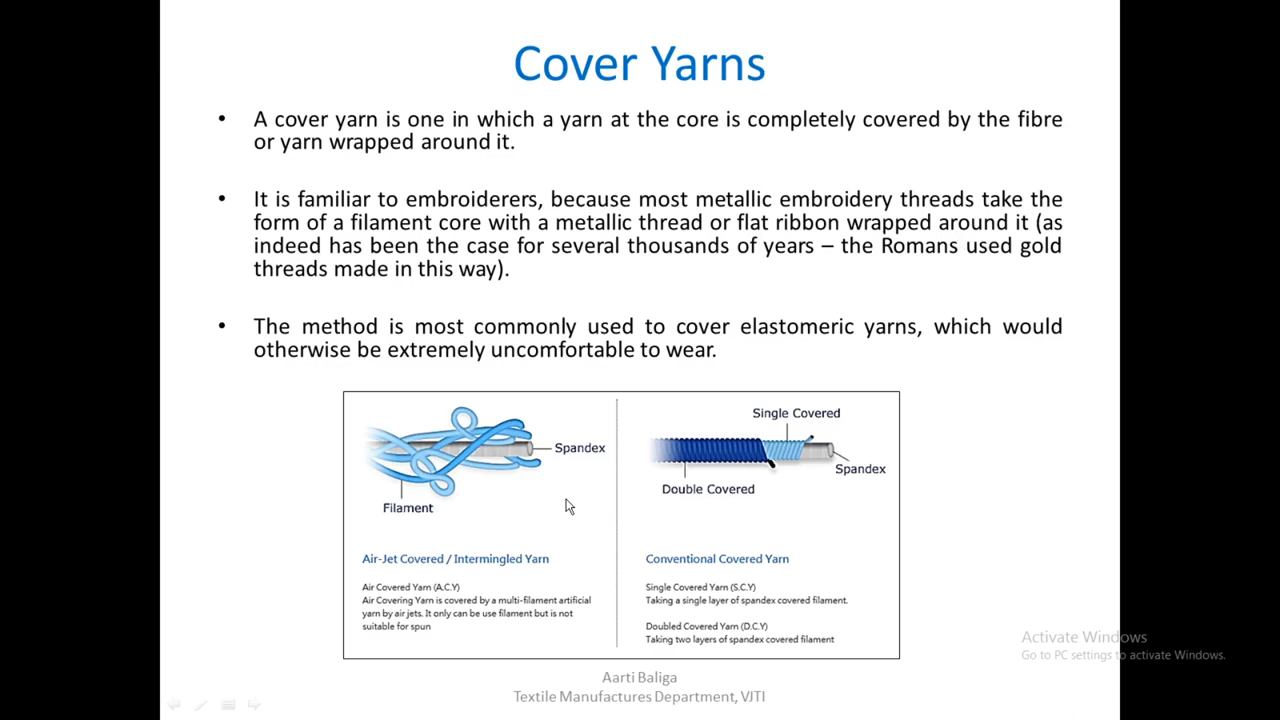 Cover Yarns
• A cover yarn is one in which a yarn at the core is completely covered by the fibre
or yarn wrapped around it.
• It is familiar to embroiderers, because most metallic embroidery threads take the
form of a filament core with a metallic thread or flat ribbon wrapped around it (as
indeed has been the case for several thousands of years – the Romans used gold
threads made in this way).
• The method is most commonly used to cover elastomeric yarns, which would
otherwise be extremely uncomfortable to wear.
Spandex
Filament
Air-Jet Covered / Intermingled Yarn
Air Covered Yarn (A.C.Y)
Air Covering Yarn is covered by a multi-filament artificial
yarn by air jets. It only can be use filament but is not
suitable for spun
Single Covered
Spandex
Double Covered
Conventional Covered Yarn
Single Covered Yarn (S.C.Y)
Taking a single layer of spandex covered filament.
Doubled Covered Yarn (D.C.Y)
Taking two layers of spandex covered filament
Activate Windows
Go to PC settings to activate Windows.
Aarti Baliga
Textile Manufactures Department, VJTI